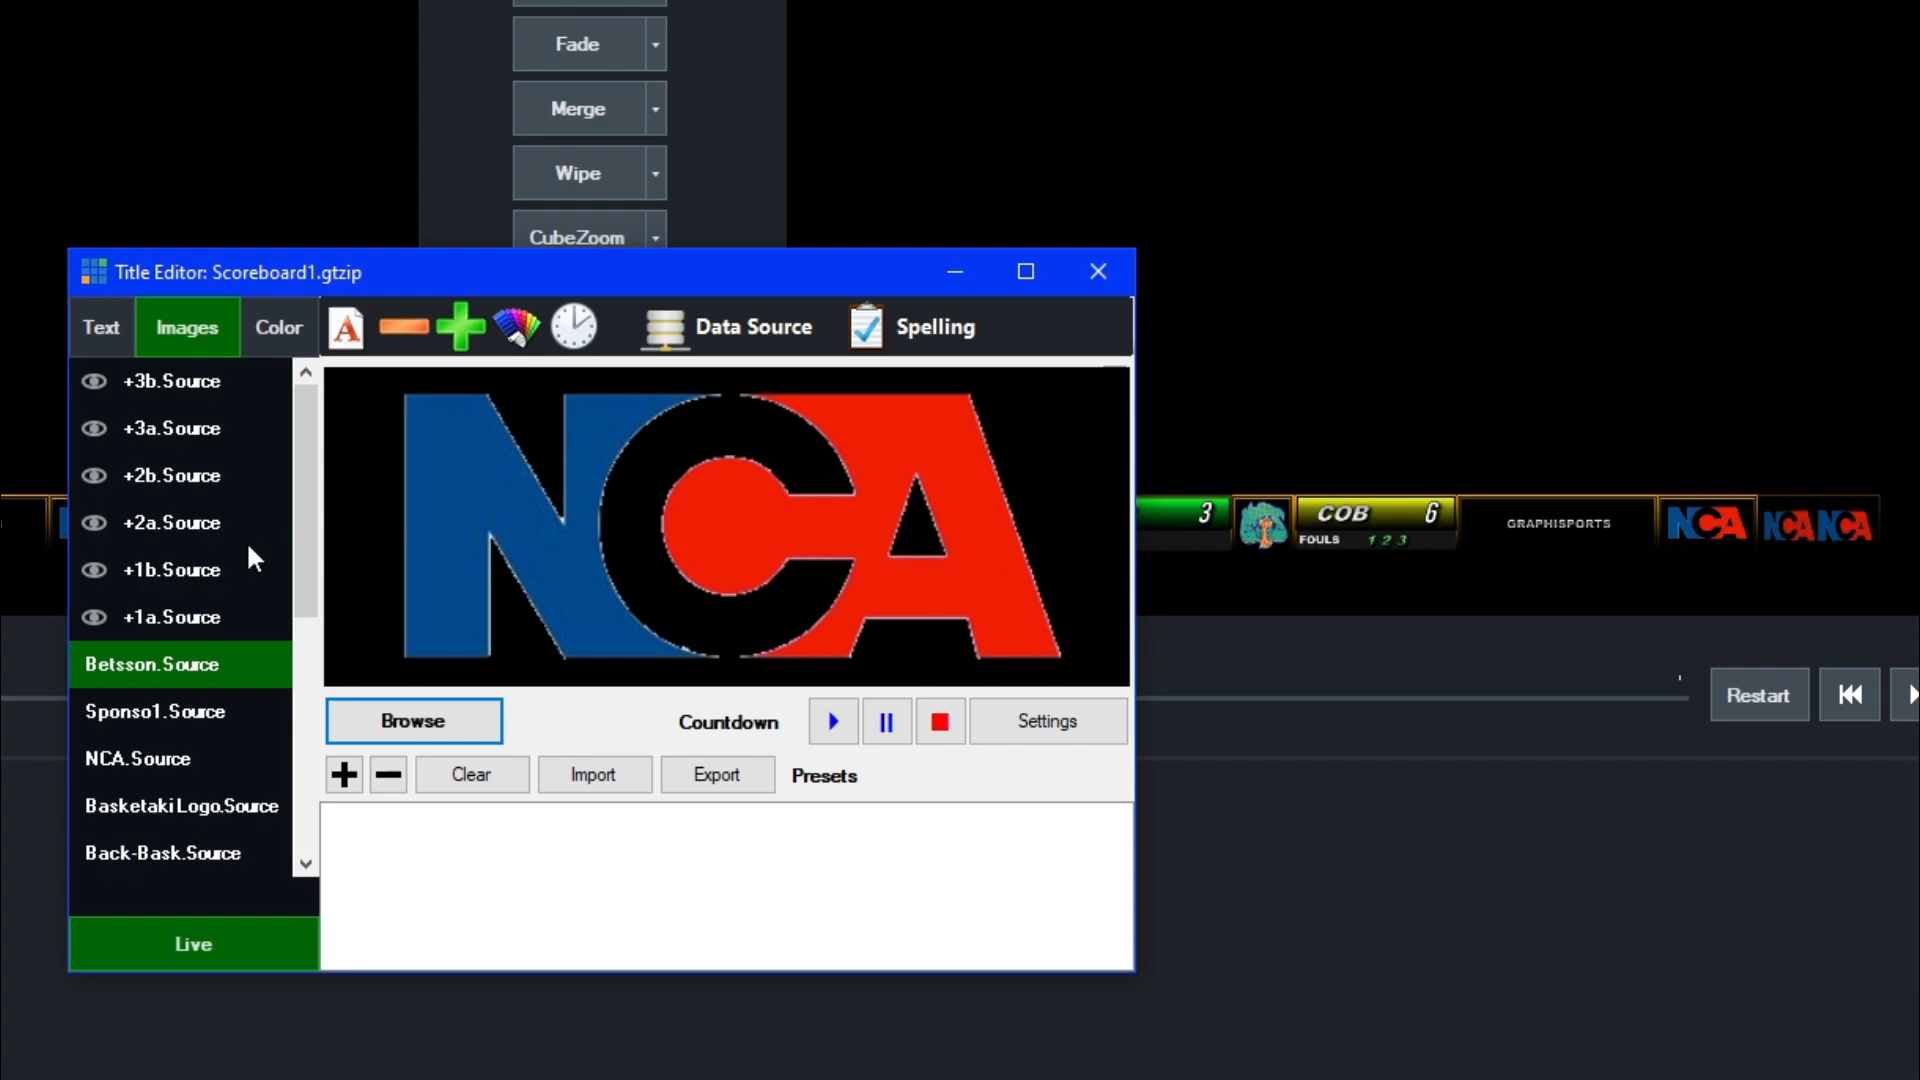 Fade
Merge
Wipe
CubeZoom
Title Editor: Scoreboard1.gtzip
Text
Images
Color
A
Data Source
Spelling
+3b.Source
+3a.Source
+2b.Source
+2a.Source
+1b.Source
+1a.Source
Betsson.Source
Sponso1.Source
NCA.Source
BasketakiLogo.Source
Back-Bask.Source
Live
NCA
Browse
Countdown
Settings
Clear
Import
Export
Presets
3
COB 6
FOULS 1 2 3
GRAPHISPORTS
NCA
NCA NCA
Restart